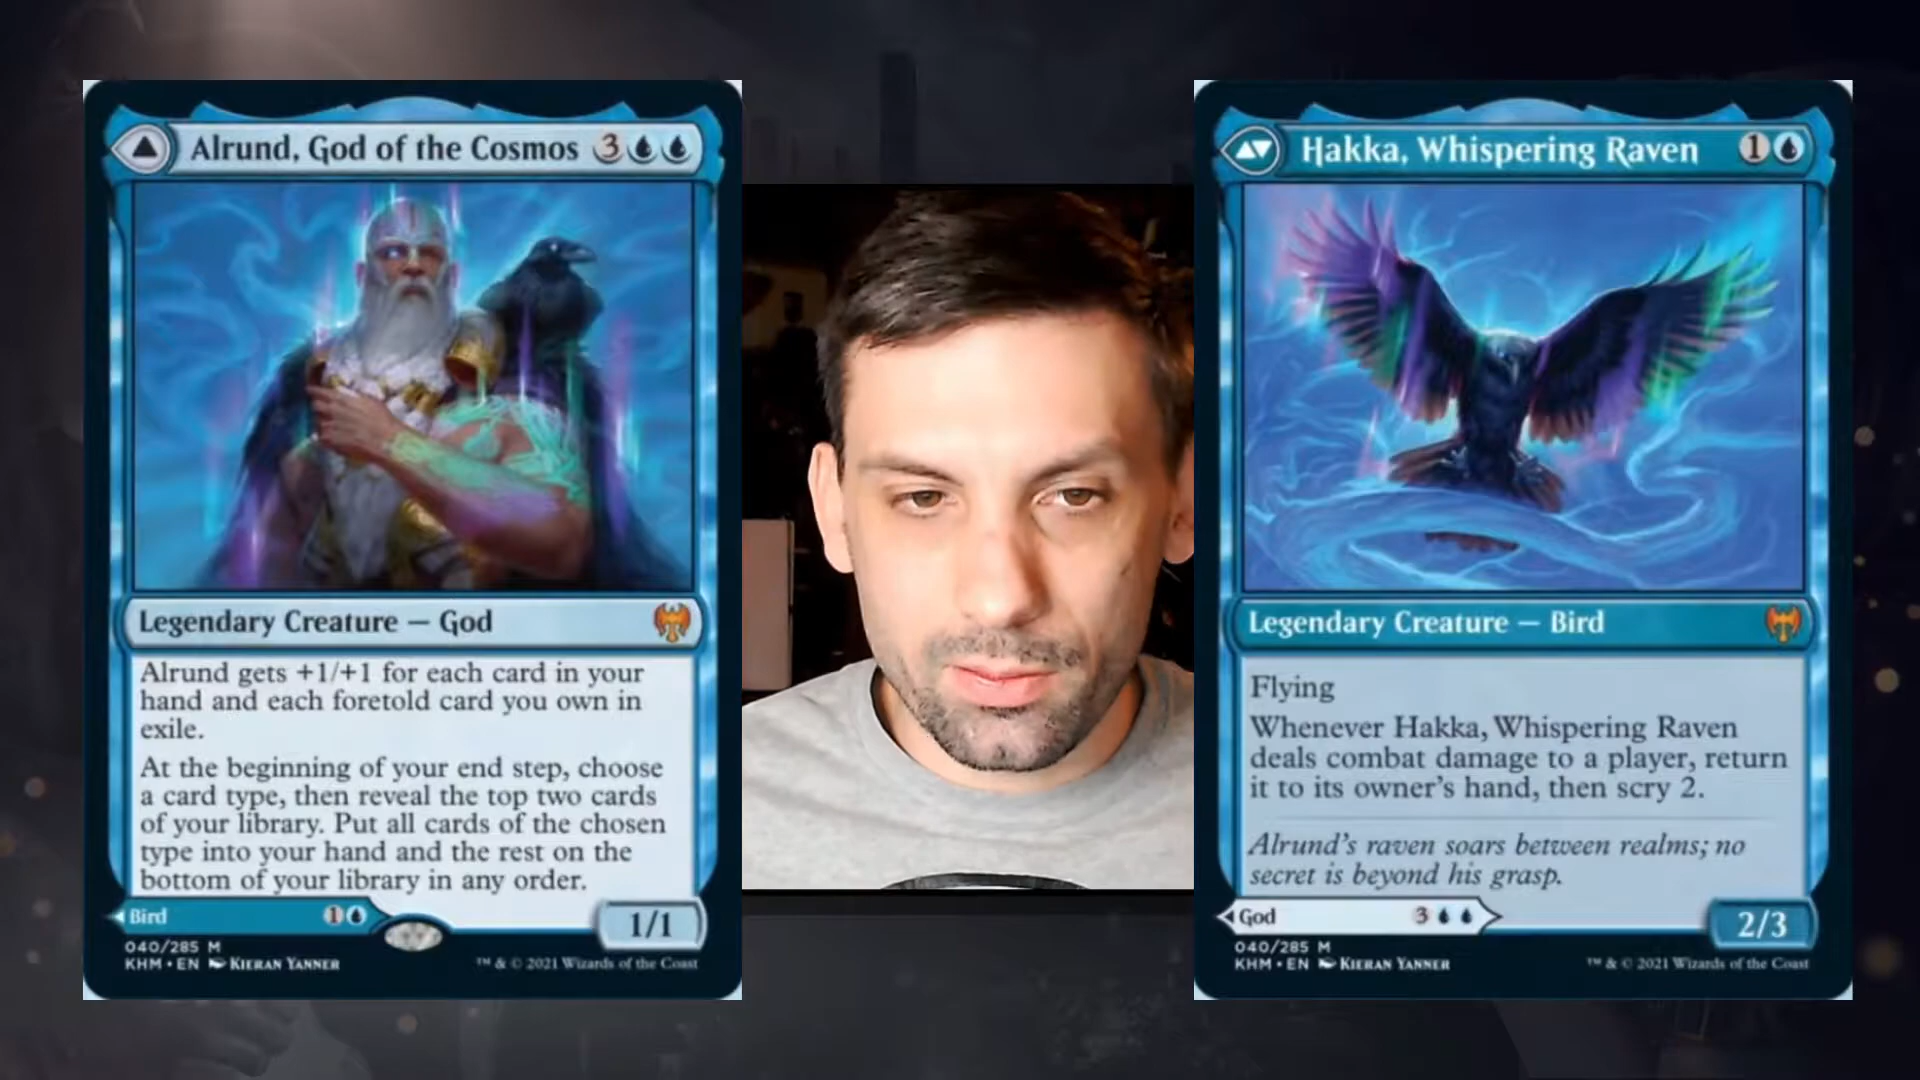 Alrund, God of the Cosmos 3
Legendary Creature — God
Alrund gets +1/+1 for each card in your
hand and each foretold card you own in
exile.
At the beginning of your end step, choose
a card type, then reveal the top two cards
of your library. Put all cards of the chosen
type into your hand and the rest on the
bottom of your library in any order.
Bird 1
1/1
040/285 M
KHM • EN KIERAN YANNER
™ & © 2021 Wizards of the Coast
Hakka, Whispering Raven 1
Legendary Creature — Bird
Flying
Whenever Hakka, Whispering Raven
deals combat damage to a player, return
it to its owner's hand, then scry 2.
Alrund's raven soars between realms; no
secret is beyond his grasp.
God 3
2/3
040/285 M
KHM • EN KIERAN YANNER
™ & © 2021 Wizards of the Coast